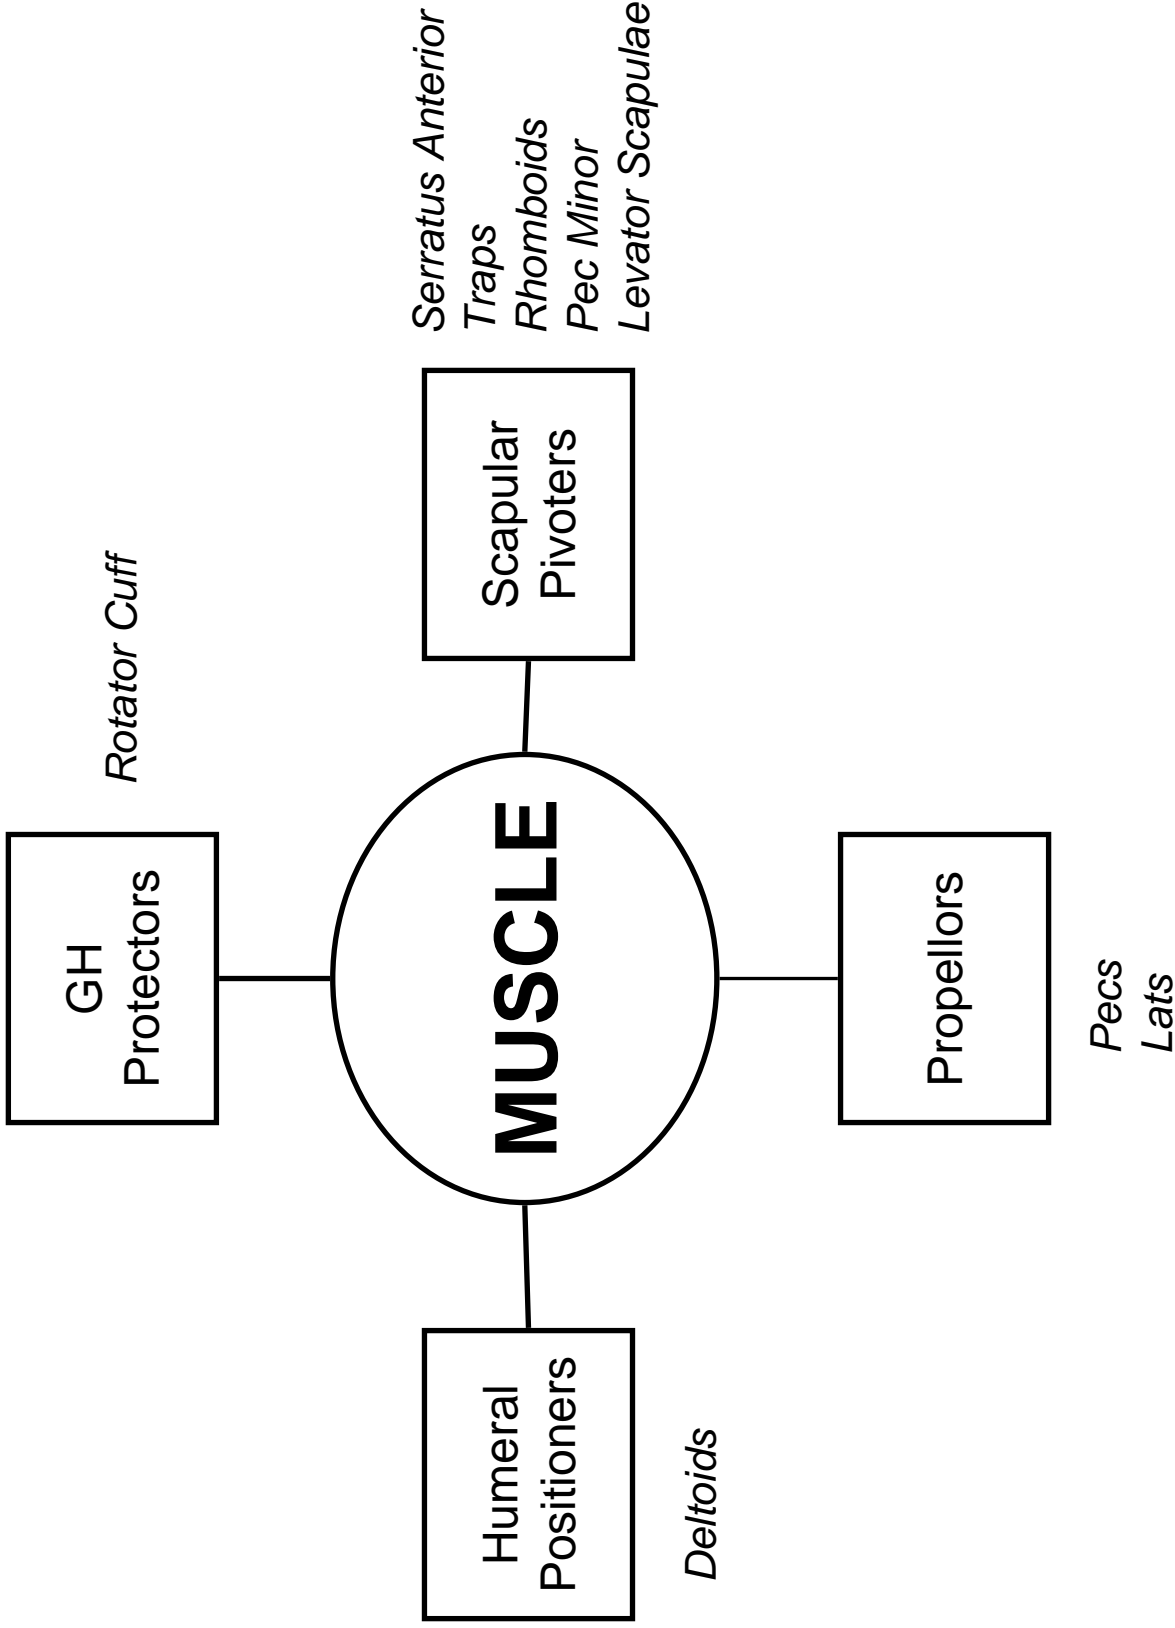 GH
Protectors
Rotator Cuff
Humeral
Positioners
Deltoids
MUSCLE
Scapular
Pivoters
Serratus Anterior
Traps
Rhomboids
Pec Minor
Levator Scapulae
Propellors
Pecs
Lats